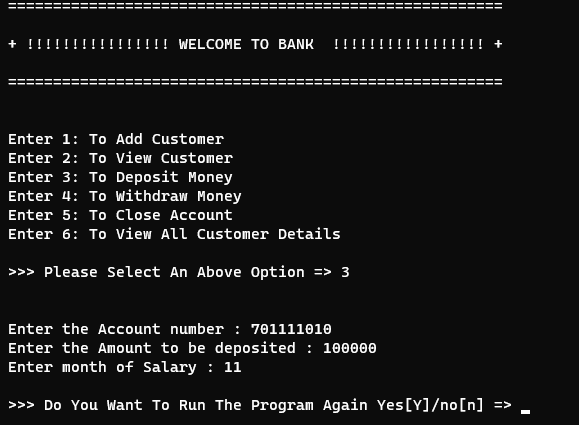 =======================================================
+ !!!!!!!!!!!!!!!! WELCOME TO BANK  !!!!!!!!!!!!!!!!! +
=======================================================
Enter 1: To Add Customer
Enter 2: To View Customer
Enter 3: To Deposit Money
Enter 4: To Withdraw Money
Enter 5: To Close Account
Enter 6: To View All Customer Details
>>> Please Select An Above Option => 3
Enter the Account number : 701111010
Enter the Amount to be deposited : 100000
Enter month of Salary : 11
>>> Do You Want To Run The Program Again Yes[Y]/no[n] => _